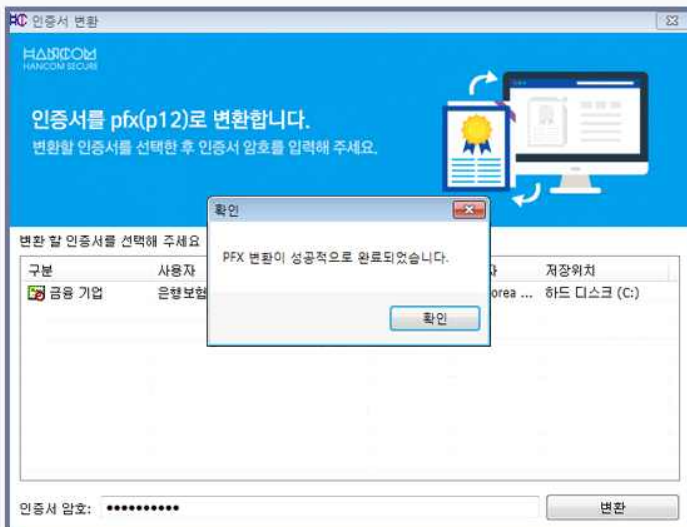 인증서 변환
HANCOM
HANCOM SECURE
인증서를 pfx(p12)로 변환합니다.
변환할 인증서를 선택한 후 인증서 암호를 입력해 주세요.
확인
PFX 변환이 성공적으로 완료되었습니다.
확인
변환 할 인증서를 선택해 주세요
구분 사용자 자 저장위치
금융 기업 은행보험 orea ... 하드 디스크 (C:)
인증서 암호: ●●●●●●●●●●
변환